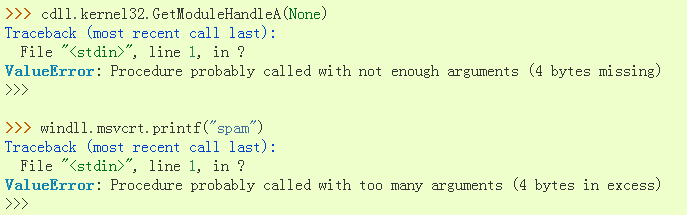 >>> cdll.kernel32.GetModuleHandleA(None)
Traceback (most recent call last):
  File "<stdin>", line 1, in ?
ValueError: Procedure probably called with not enough arguments (4 bytes missing)
>>>
>>> windll.msvcrt.printf("spam")
Traceback (most recent call last):
  File "<stdin>", line 1, in ?
ValueError: Procedure probably called with too many arguments (4 bytes in excess)
>>>